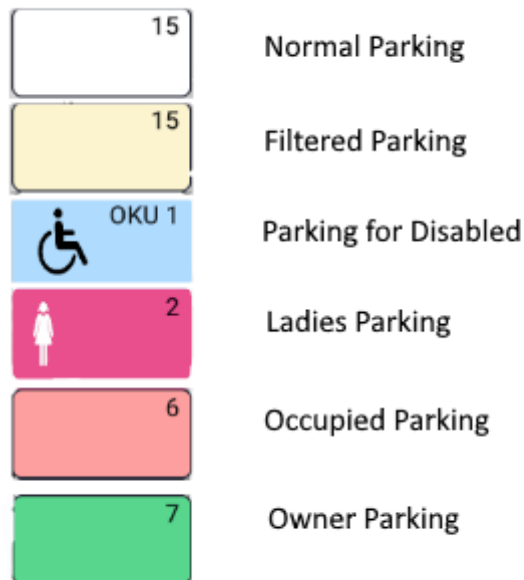 15
Normal Parking
15
Filtered Parking
OKU 1
Parking for Disabled
2
Ladies Parking
6
Occupied Parking
7
Owner Parking